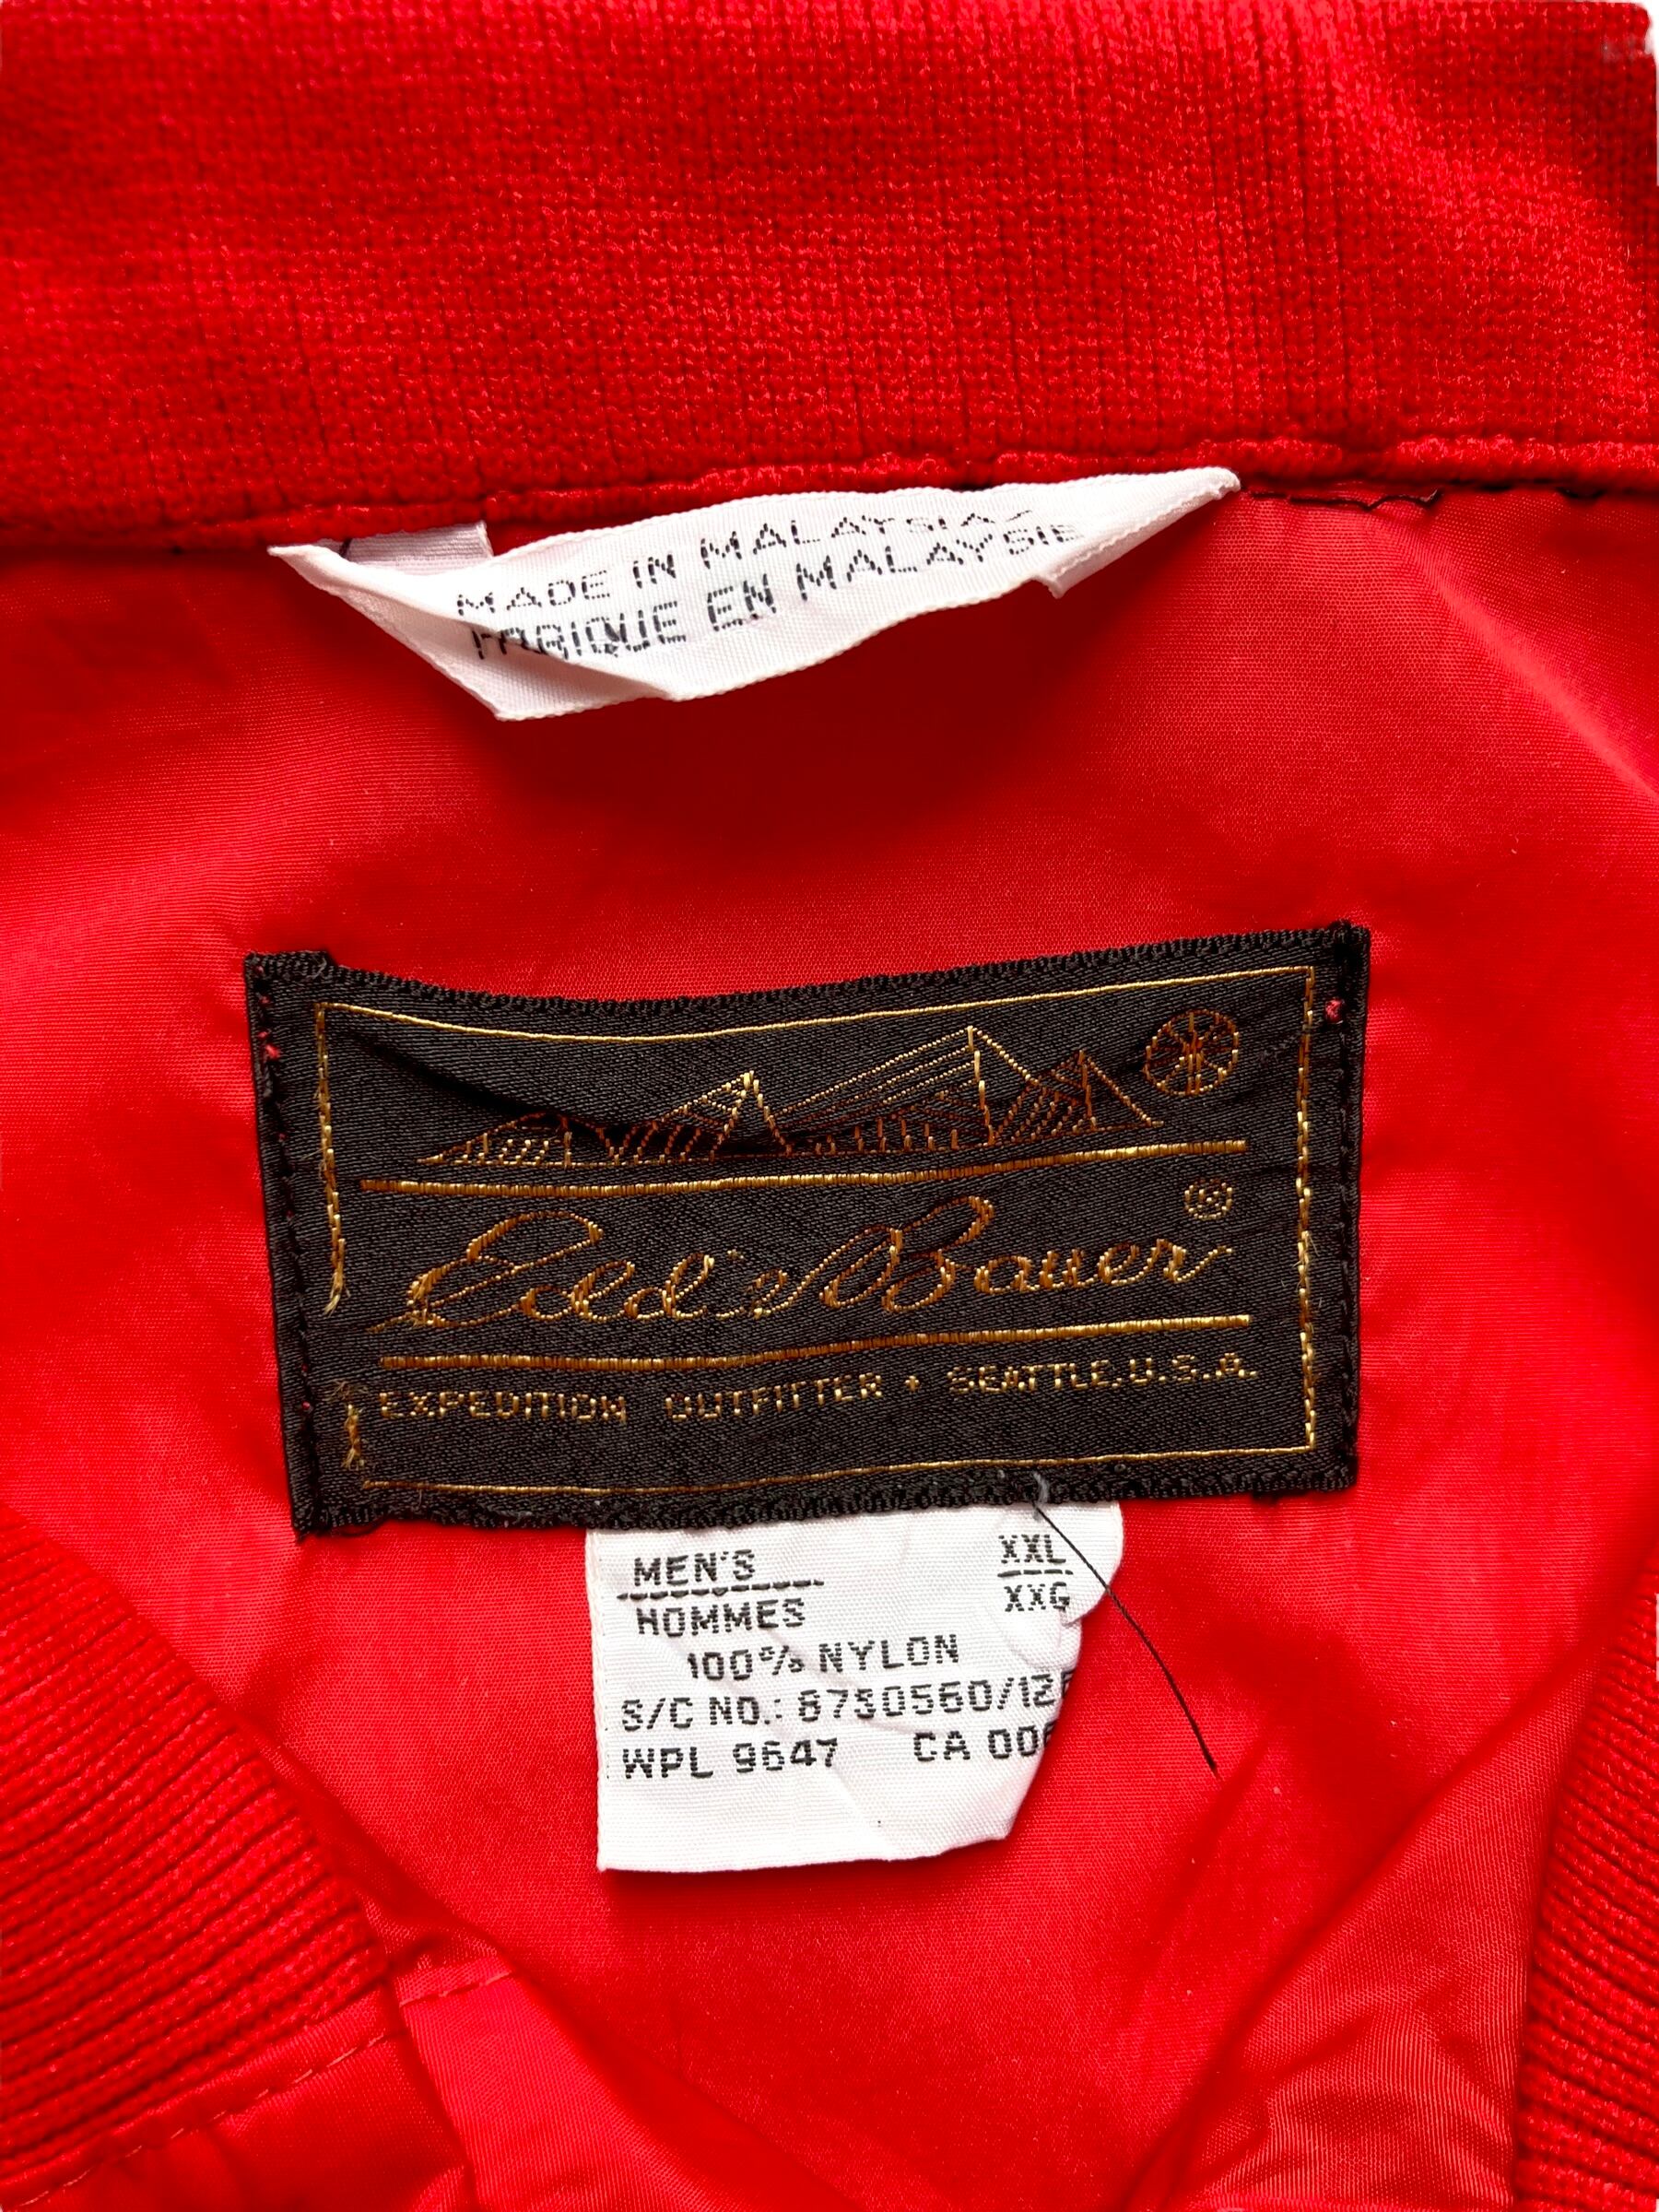 MADE IN MALAYSIA/
FABRIQUE EN MALAYSIE
Eddie Bauer ®
EXPEDITION OUTFITTER • SEATTLE, U.S.A.
MEN'S XXL
HOMMES XXG
100% NYLON
S/C NO.: 8730560/12
WPL 9647 CA 00